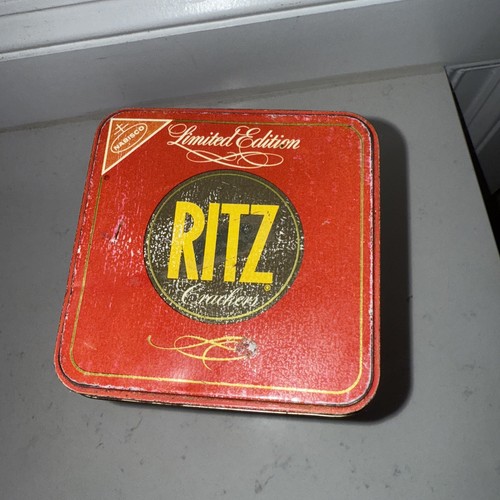 NABISCO
Limited Edition
RITZ®
Crackers